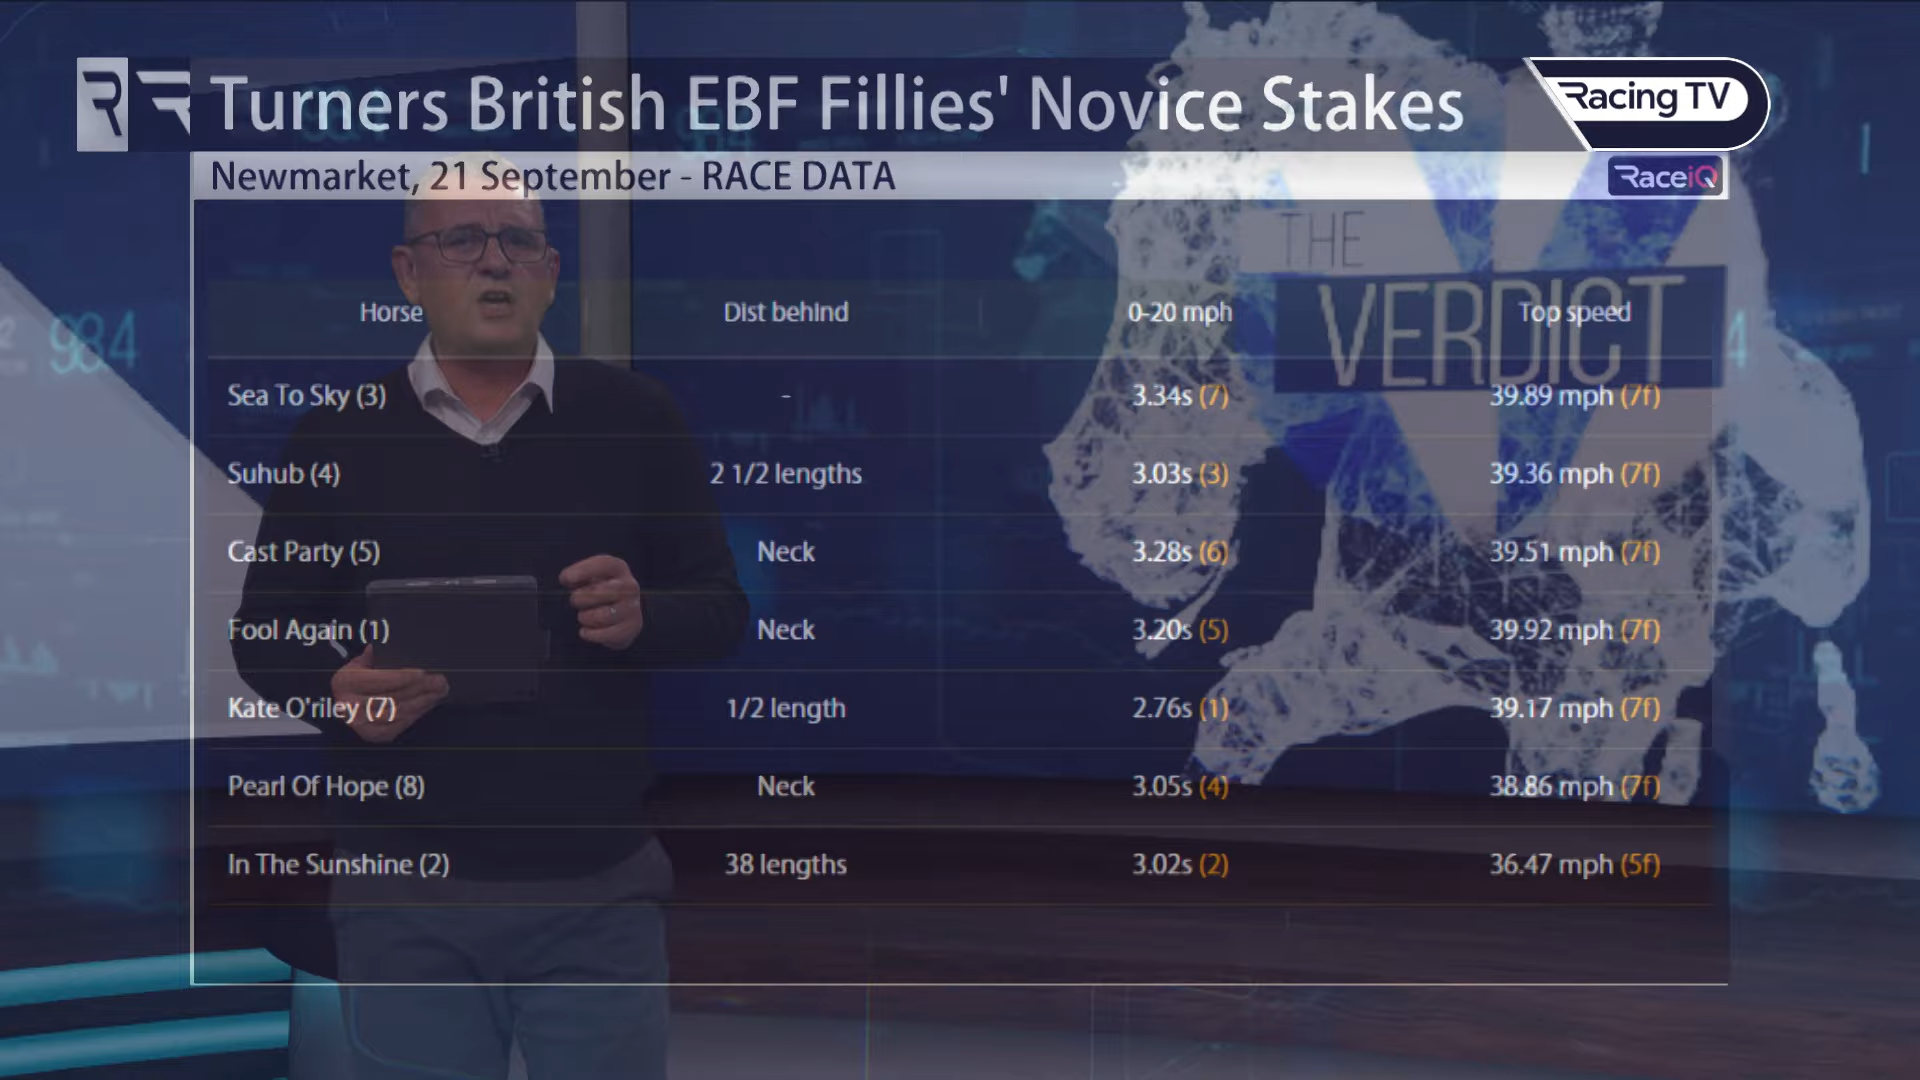 Turners British EBF Fillies' Novice Stakes
Racing TV
Newmarket, 21 September - RACE DATA
RaceiQ
THE
VERDICT
984
Horse Dist behind 0-20 mph Top speed
Sea To Sky (3) - 3.34s (7) 39.89 mph (7f)
Suhub (4) 2 1/2 lengths 3.03s (3) 39.36 mph (7f)
Cast Party (5) Neck 3.28s (6) 39.51 mph (7f)
Fool Again (1) Neck 3.20s (5) 39.92 mph (7f)
Kate O'riley (7) 1/2 length 2.76s (1) 39.17 mph (7f)
Pearl Of Hope (8) Neck 3.05s (4) 38.86 mph (7f)
In The Sunshine (2) 38 lengths 3.02s (2) 36.47 mph (5f)